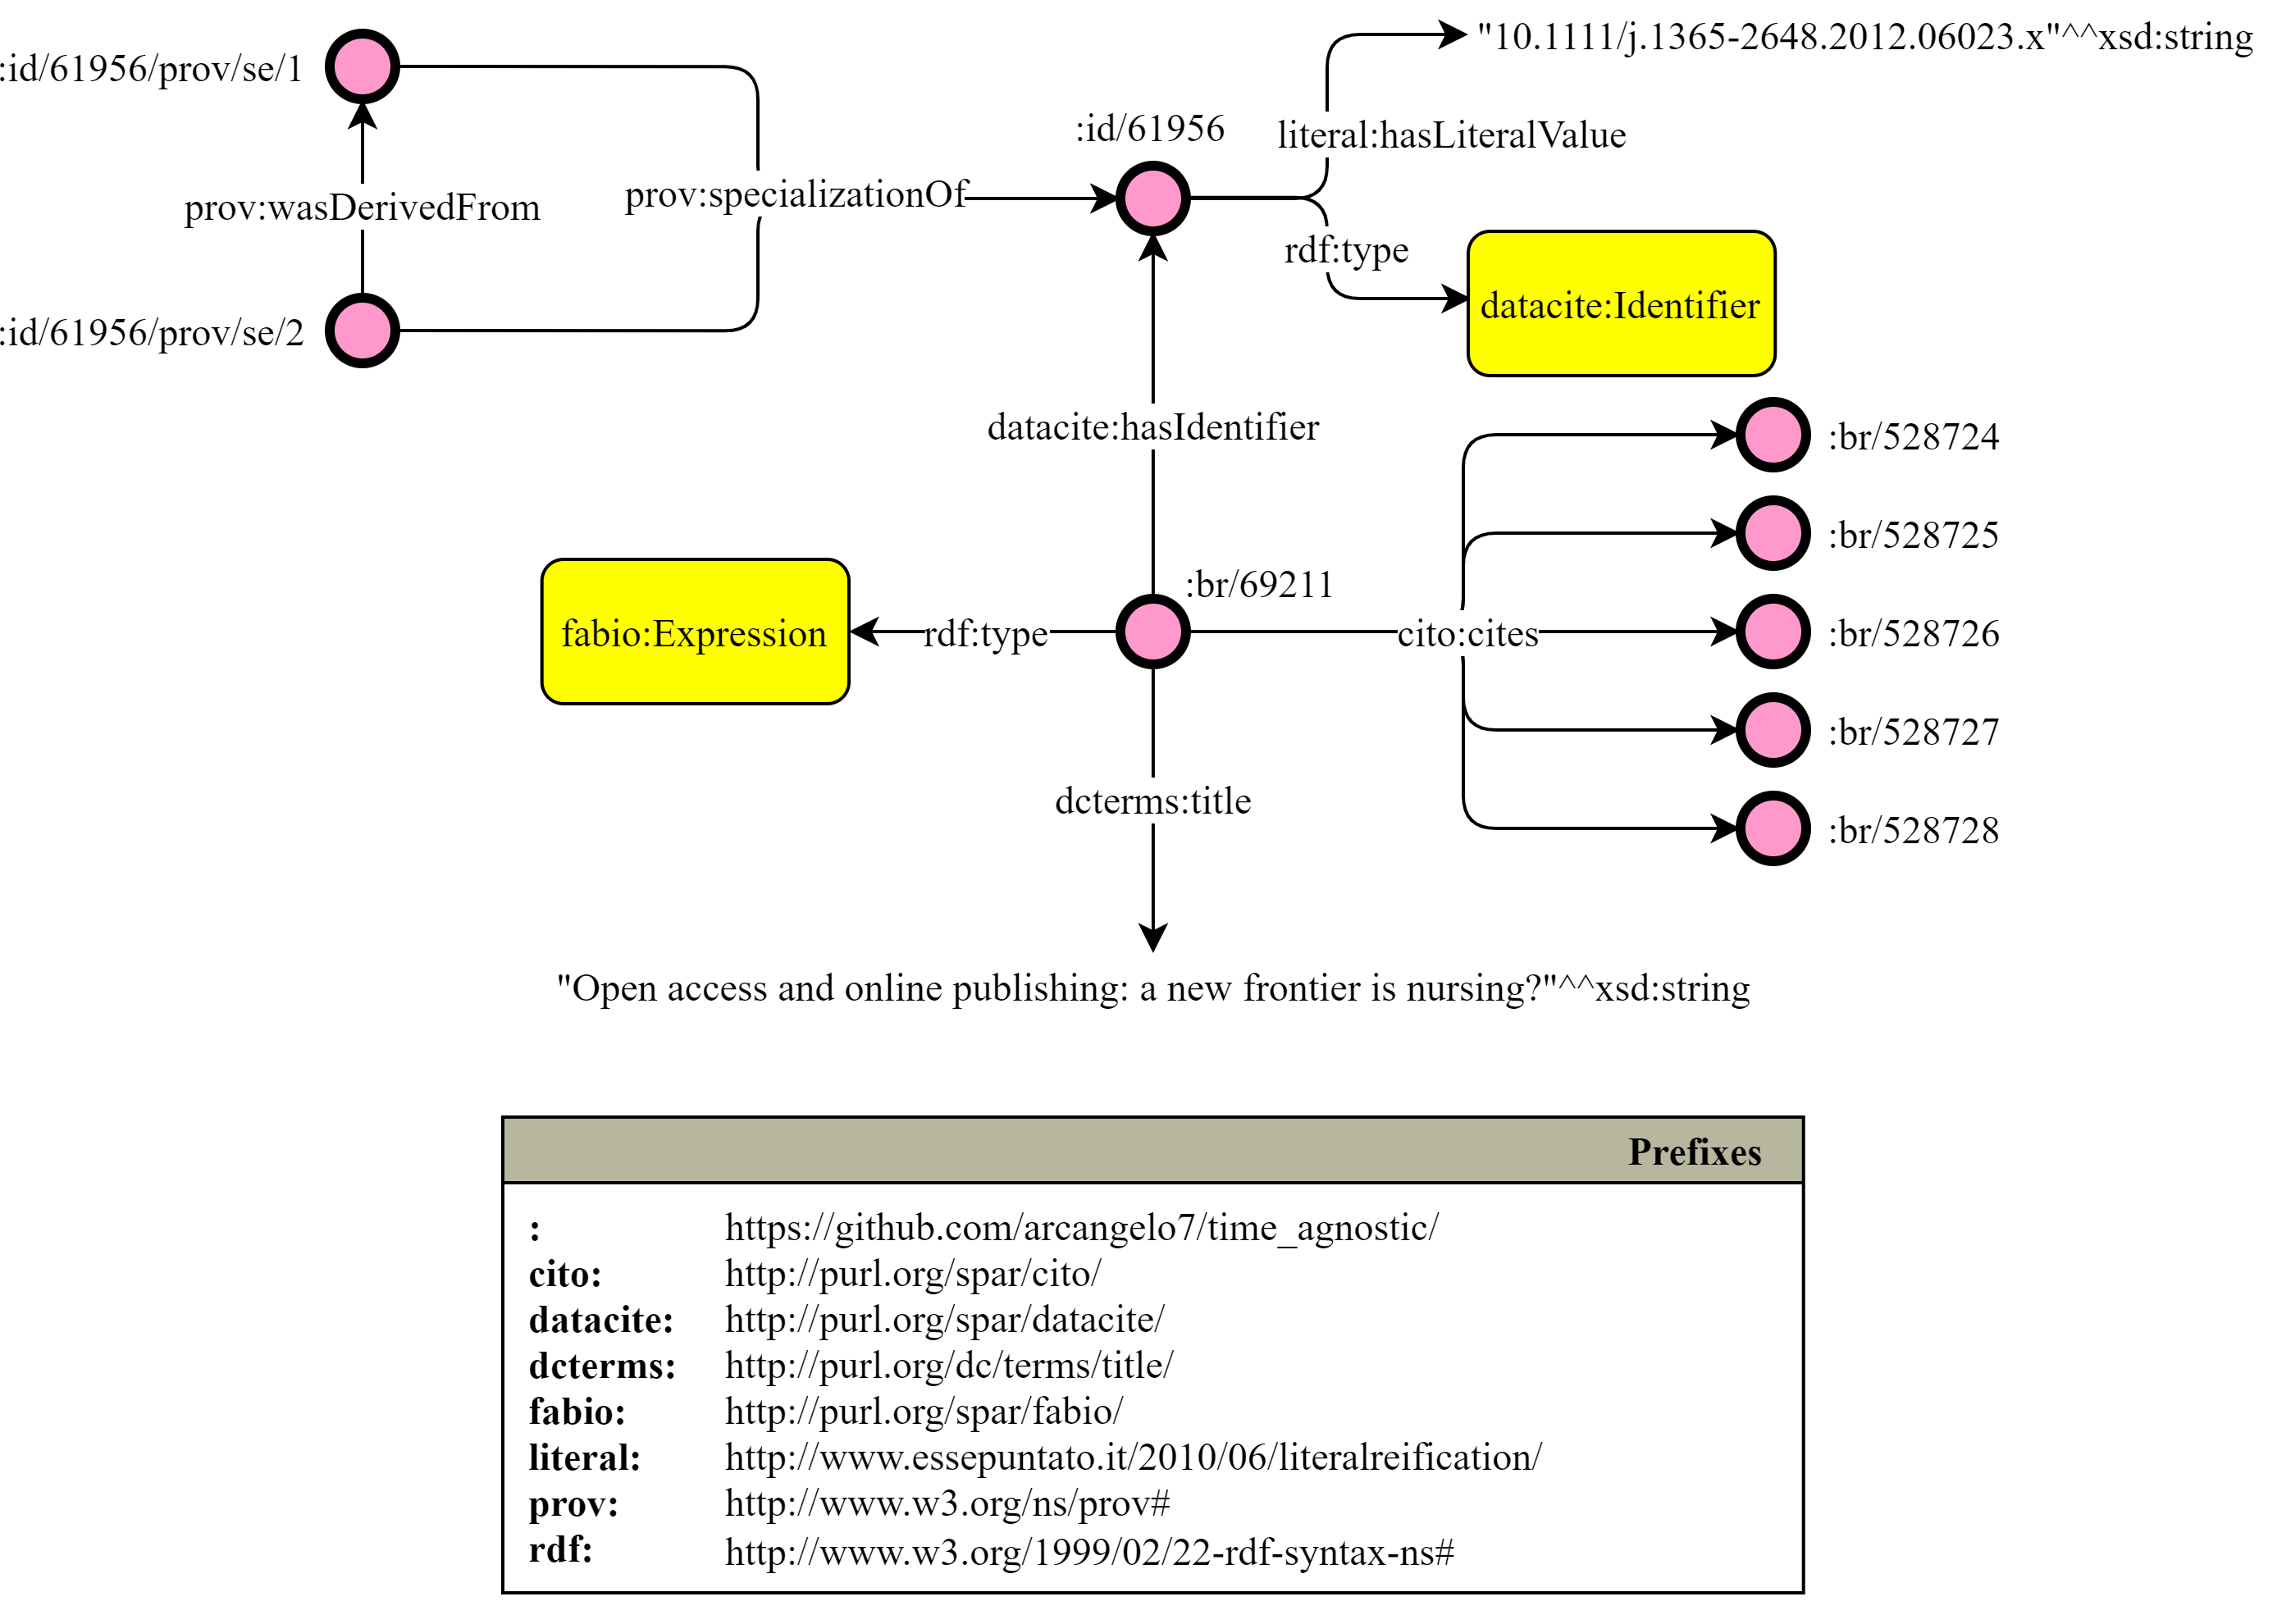 "10.1111/j.1365-2648.2012.06023.x"^^xsd:string
:id/61956/prov/se/1
:id/61956
literal:hasLiteralValue
prov:specializationOf
prov:wasDerivedFrom
rdf:type
datacite:Identifier
:id/61956/prov/se/2
datacite:hasIdentifier
:br/528724
:br/528725
:br/69211
fabio:Expression
rdf:type
cito:cites
:br/528726
:br/528727
dcterms:title
:br/528728
"Open access and online publishing: a new frontier is nursing?"^^xsd:string
Prefixes
: https://github.com/arcangelo7/time_agnostic/
cito: http://purl.org/spar/cito/
datacite: http://purl.org/spar/datacite/
dcterms: http://purl.org/dc/terms/title/
fabio: http://purl.org/spar/fabio/
literal: http://www.essepuntato.it/2010/06/literalreification/
prov: http://www.w3.org/ns/prov#
rdf: http://www.w3.org/1999/02/22-rdf-syntax-ns#